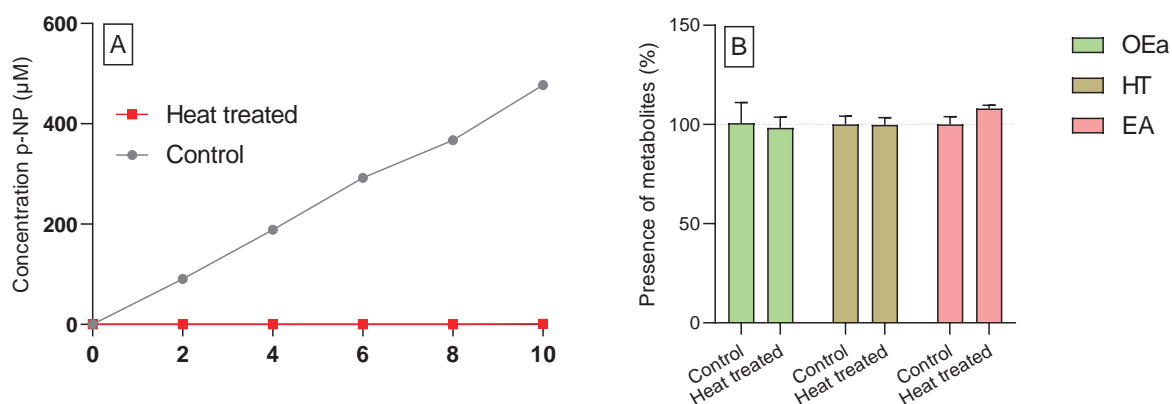 A
Concentration p-NP (µM)
600
400
200
0
Heat treated
Control
0 2 4 6 8 10
B
Presence of metabolites (%)
150
100
50
0
Control
Heat treated
Control
Heat treated
Control
Heat treated
OEa
HT
EA